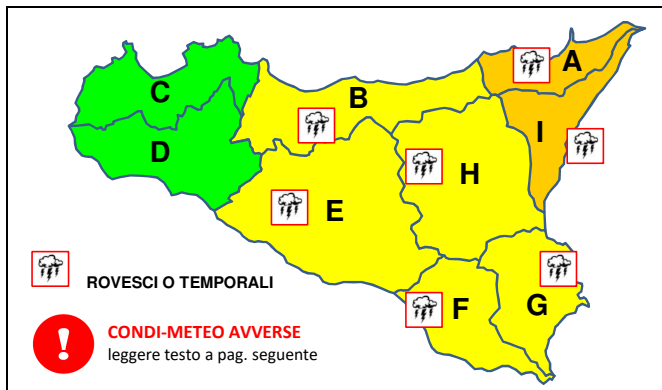 A
C
B
I
D
H
E
ROVESCI O TEMPORALI
F
G
!
CONDI-METEO AVVERSE
leggere testo a pag. seguente